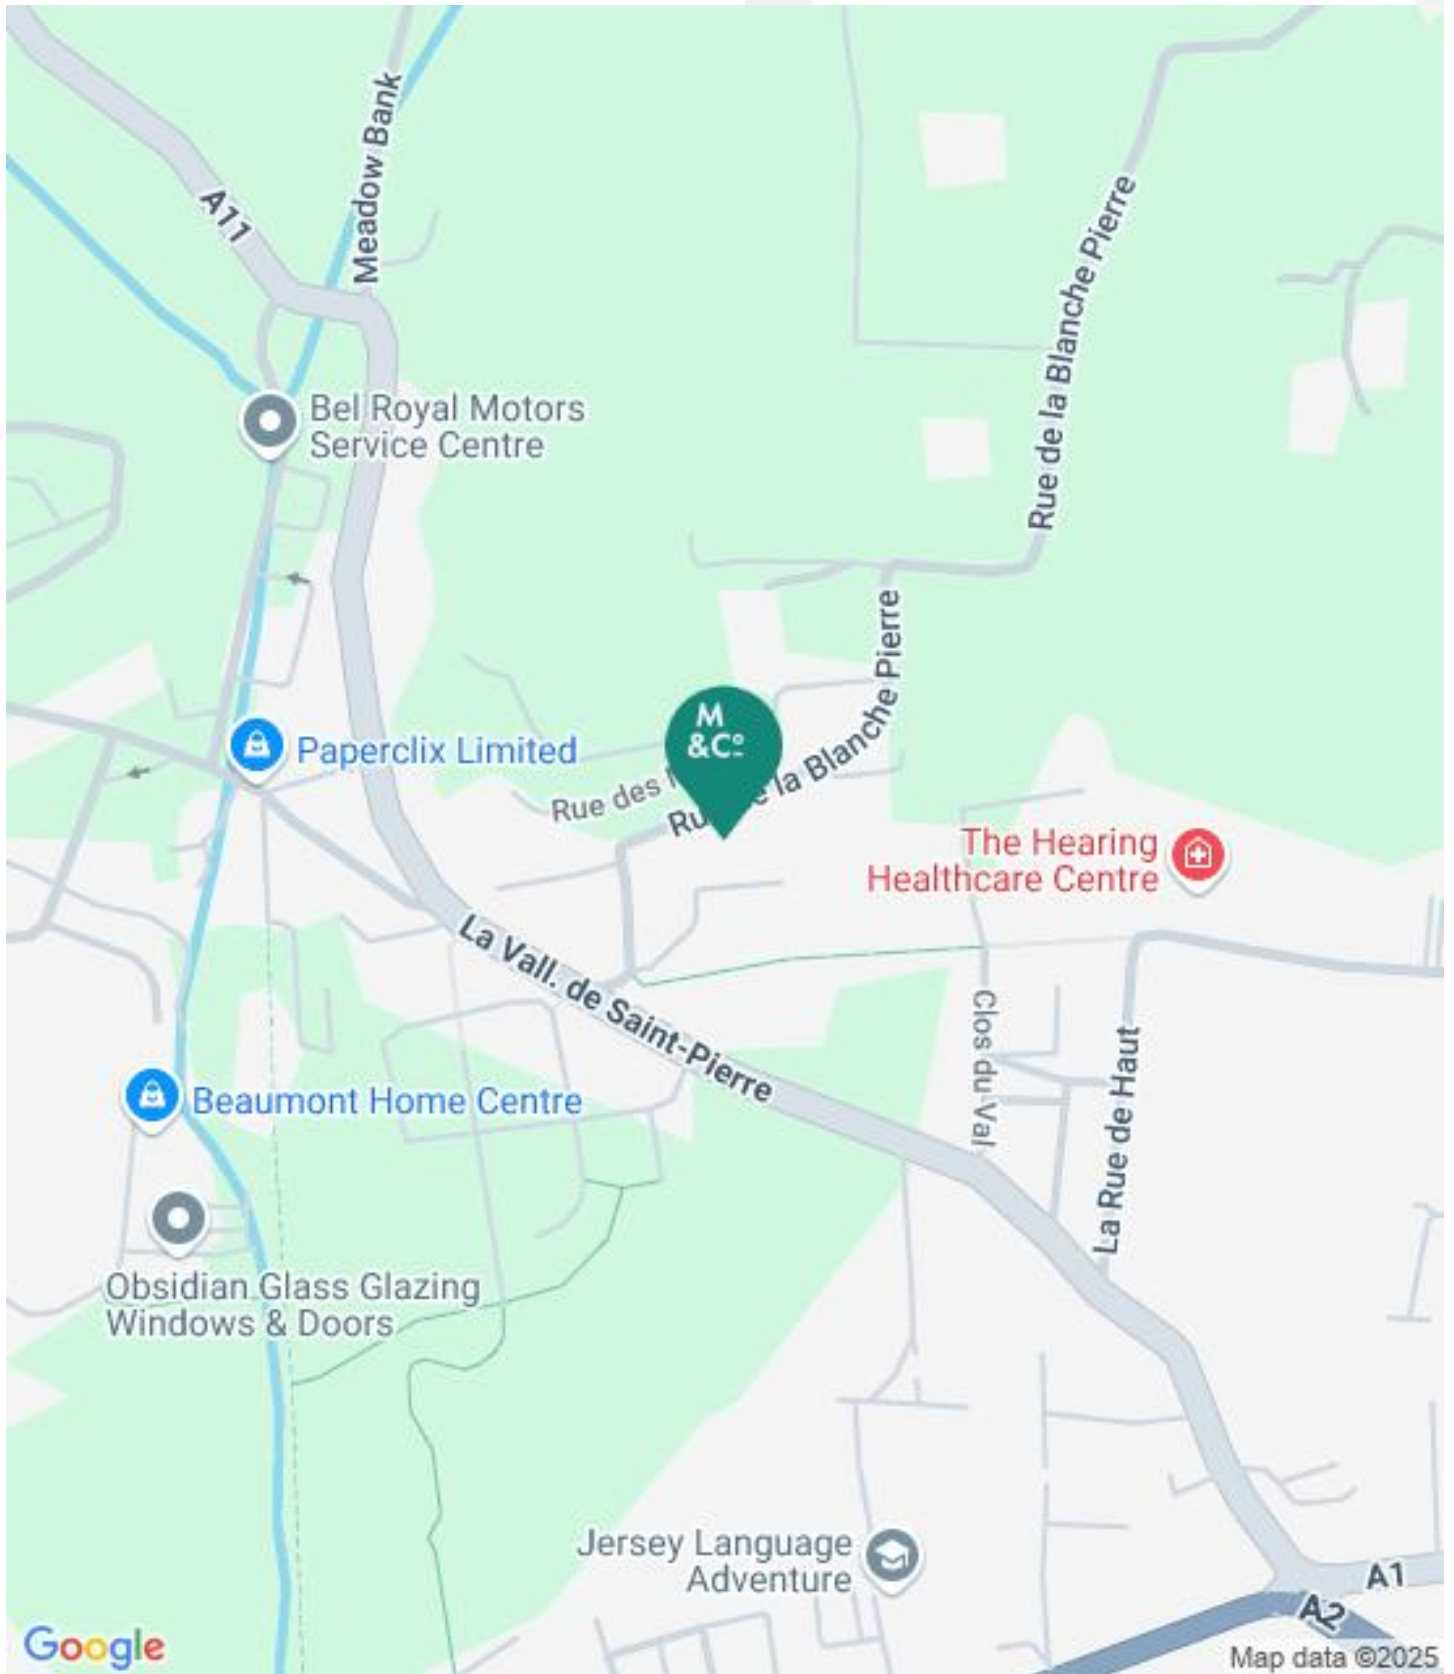 Meadow Bank
A11
Rue de la Blanche Pierre
Bel Royal Motors
Service Centre
Rue de la Blanche Pierre
M
&Cº
Paperclix Limited
Rue des
The Hearing
Healthcare Centre
La Vall. de Saint-Pierre
Clos du Val
La Rue de Haut
Beaumont Home Centre
Obsidian Glass Glazing
Windows & Doors
Jersey Language
Adventure
A1
A2
Google
Map data ©2025